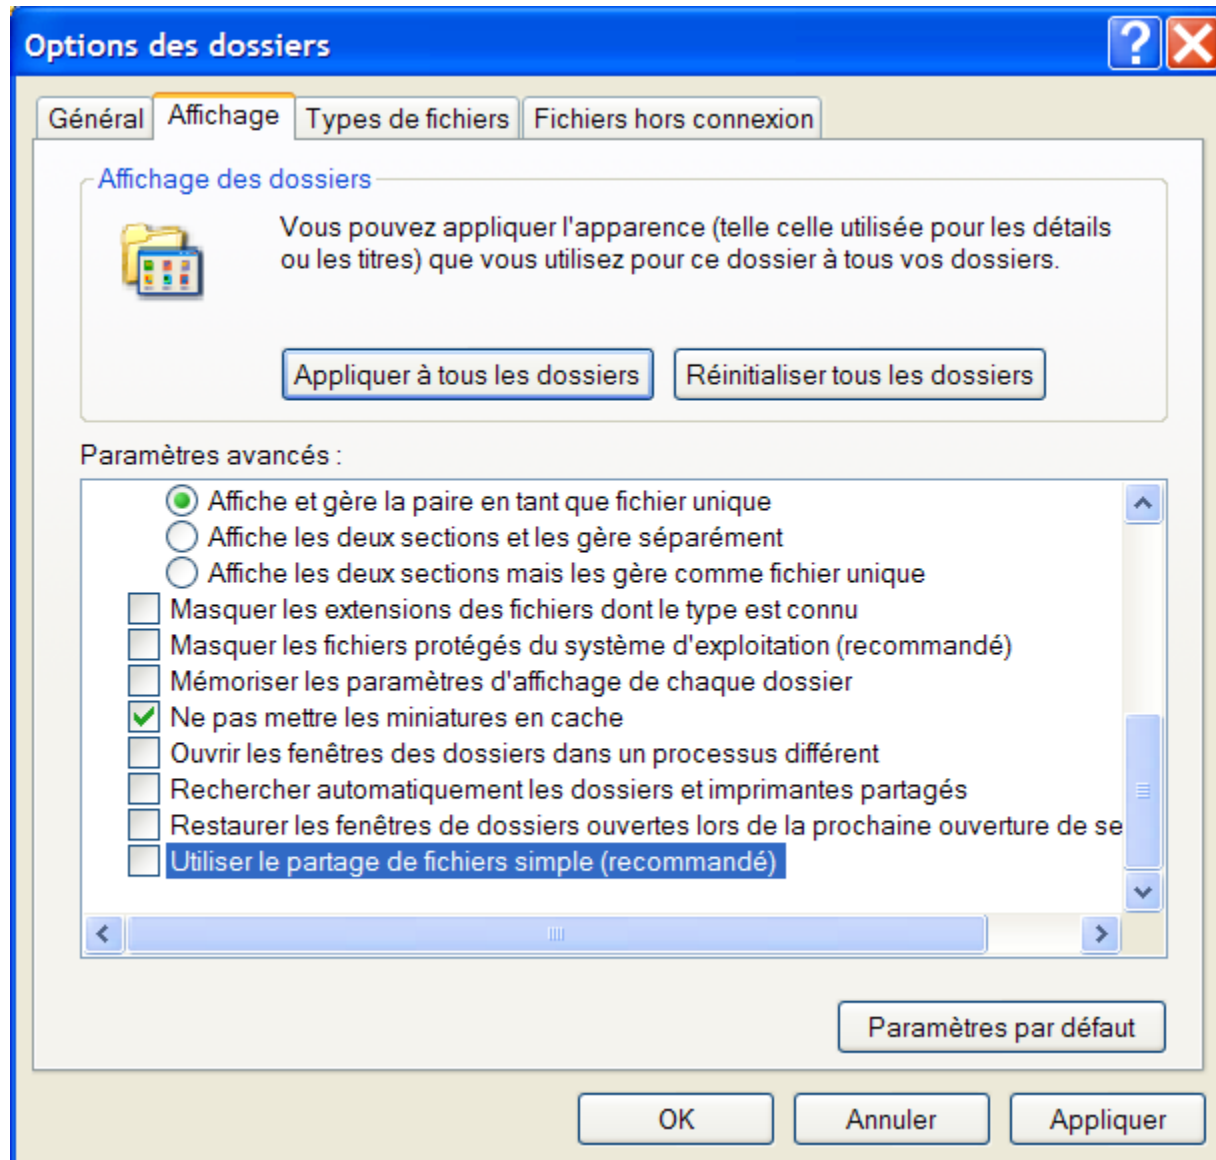 Options des dossiers
Général
Affichage
Types de fichiers
Fichiers hors connexion
Affichage des dossiers
Vous pouvez appliquer l'apparence (telle celle utilisée pour les détails
ou les titres) que vous utilisez pour ce dossier à tous vos dossiers.
Appliquer à tous les dossiers
Réinitialiser tous les dossiers
Paramètres avancés :
Affiche et gère la paire en tant que fichier unique
Affiche les deux sections et les gère séparément
Affiche les deux sections mais les gère comme fichier unique
Masquer les extensions des fichiers dont le type est connu
Masquer les fichiers protégés du système d'exploitation (recommandé)
Mémoriser les paramètres d'affichage de chaque dossier
Ne pas mettre les miniatures en cache
Ouvrir les fenêtres des dossiers dans un processus différent
Rechercher automatiquement les dossiers et imprimantes partagés
Restaurer les fenêtres de dossiers ouvertes lors de la prochaine ouverture de se
Utiliser le partage de fichiers simple (recommandé)
Paramètres par défaut
OK
Annuler
Appliquer